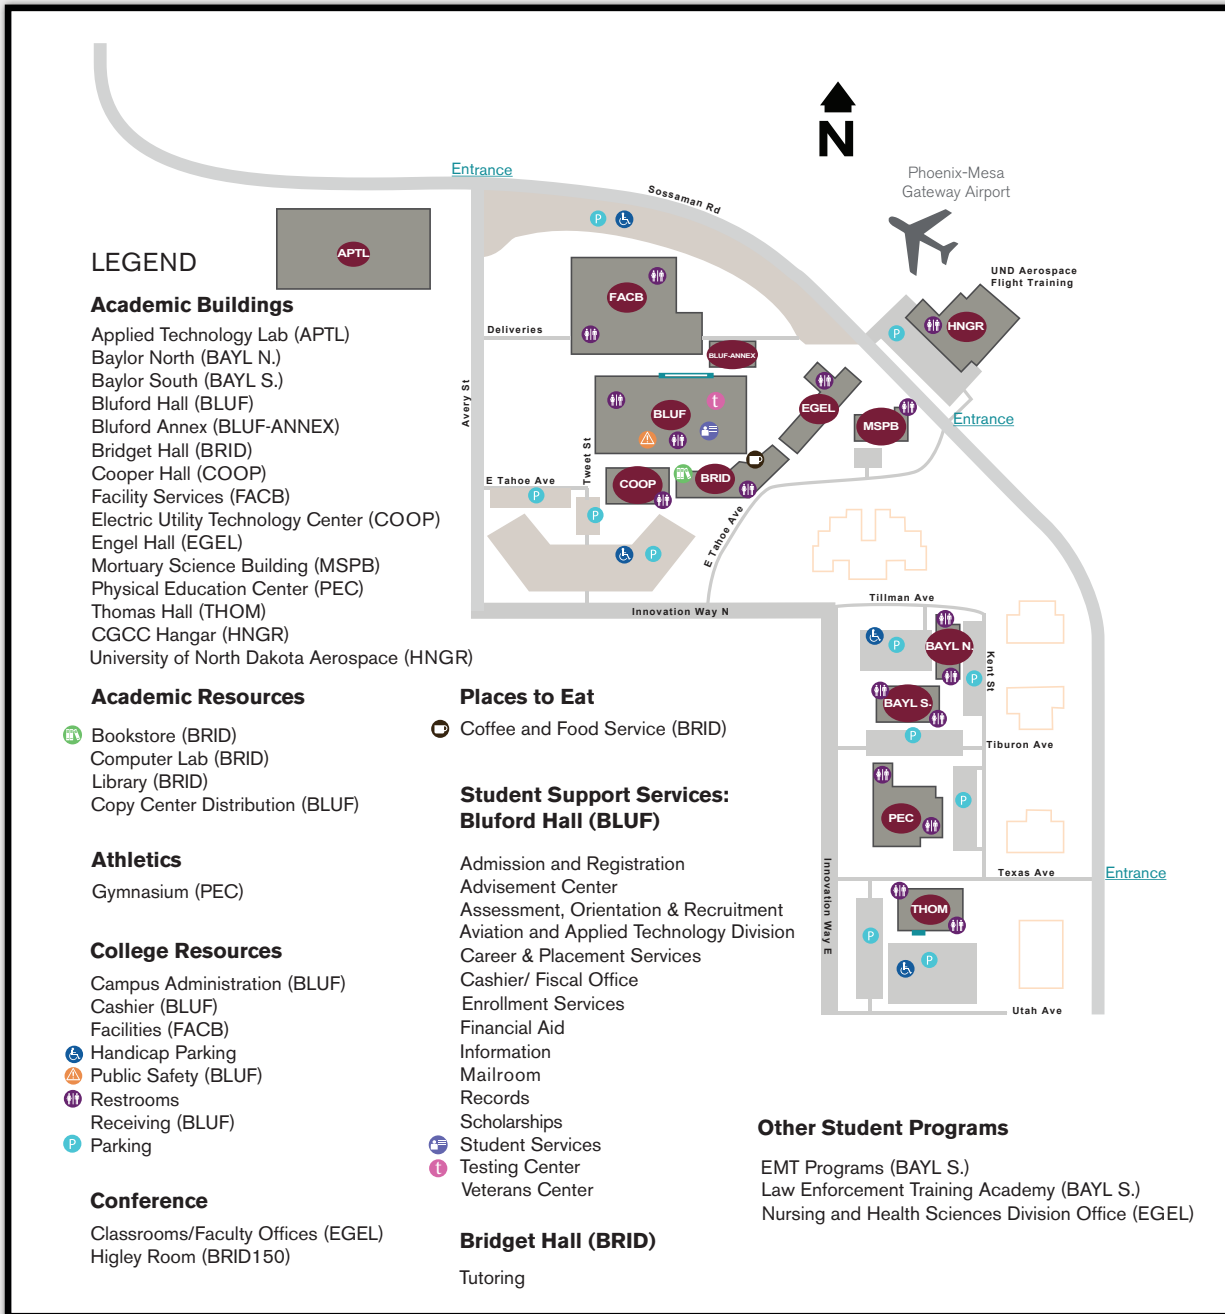 N
Entrance
Sossaman Rd
Phoenix-Mesa
Gateway Airport
P
APTL
FACB
UND Aerospace
Flight Training
HNGR
P
Deliveries
BLUF-ANNEX
Avery St
BLUF
t
EGEL
MSPB
Entrance
Tweet St
E Tahoe Ave
COOP
BRID
P
P
P
E Tahoe Ave
Innovation Way N
Tillman Ave
P
BAYL N.
Kent St
P
BAYL S.
P
Tiburon Ave
PEC
P
Innovation Way E
Texas Ave
Entrance
THOM
P
P
Utah Ave
LEGEND
Academic Buildings
Applied Technology Lab (APTL)
Baylor North (BAYL N.)
Baylor South (BAYL S.)
Bluford Hall (BLUF)
Bluford Annex (BLUF-ANNEX)
Bridget Hall (BRID)
Cooper Hall (COOP)
Facility Services (FACB)
Electric Utility Technology Center (COOP)
Engel Hall (EGEL)
Mortuary Science Building (MSPB)
Physical Education Center (PEC)
Thomas Hall (THOM)
CGCC Hangar (HNGR)
University of North Dakota Aerospace (HNGR)
Academic Resources
Bookstore (BRID)
Computer Lab (BRID)
Library (BRID)
Copy Center Distribution (BLUF)
Athletics
Gymnasium (PEC)
College Resources
Campus Administration (BLUF)
Cashier (BLUF)
Facilities (FACB)
Handicap Parking
Public Safety (BLUF)
Restrooms
Receiving (BLUF)
P Parking
Conference
Classrooms/Faculty Offices (EGEL)
Higley Room (BRID150)
Places to Eat
Coffee and Food Service (BRID)
Student Support Services:
Bluford Hall (BLUF)
Admission and Registration
Advisement Center
Assessment, Orientation & Recruitment
Aviation and Applied Technology Division
Career & Placement Services
Cashier/ Fiscal Office
Enrollment Services
Financial Aid
Information
Mailroom
Records
Scholarships
Student Services
t Testing Center
Veterans Center
Bridget Hall (BRID)
Tutoring
Other Student Programs
EMT Programs (BAYL S.)
Law Enforcement Training Academy (BAYL S.)
Nursing and Health Sciences Division Office (EGEL)